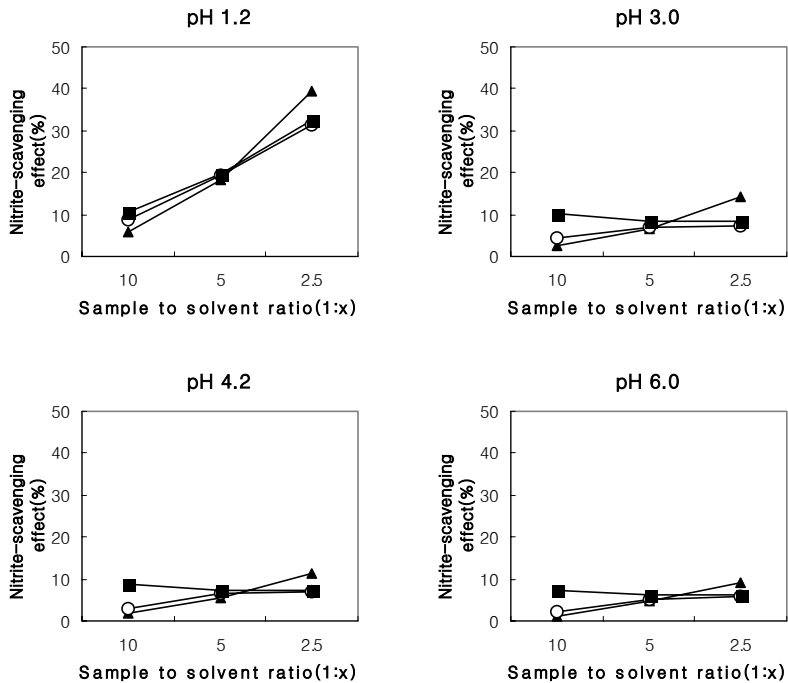 pH 1.2
Nitrite-scavenging
effect(%)
50
40
30
20
10
0
10 5 2.5
Sample to solvent ratio(1:x)
pH 3.0
Nitrite-scavenging
effect(%)
50
40
30
20
10
0
10 5 2.5
Sample to solvent ratio(1:x)
pH 4.2
Nitrite-scavenging
effect(%)
50
40
30
20
10
0
10 5 2.5
Sample to solvent ratio(1:x)
pH 6.0
Nitrite-scavenging
effect(%)
50
40
30
20
10
0
10 5 2.5
Sample to solvent ratio(1:x)